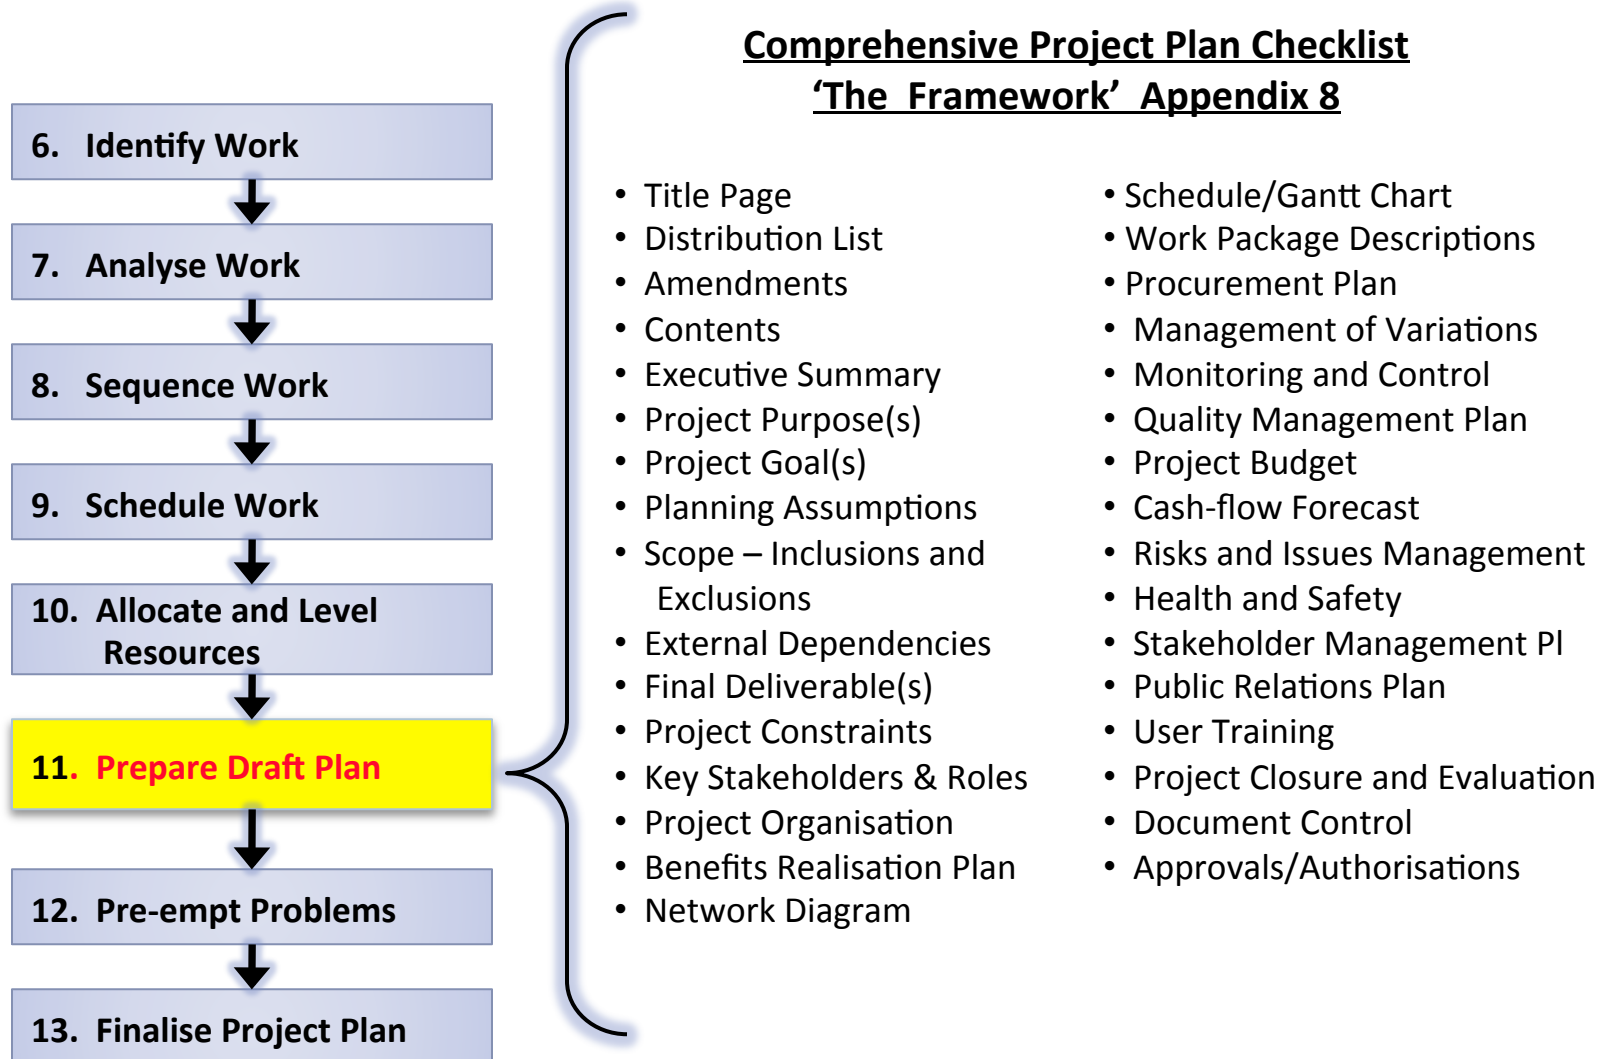 Comprehensive Project Plan Checklist
‘The Framework’ Appendix 8
6. Identify Work
7. Analyse Work
8. Sequence Work
9. Schedule Work
10. Allocate and Level
Resources
11. Prepare Draft Plan
12. Pre-empt Problems
13. Finalise Project Plan
• Title Page
• Distribution List
• Amendments
• Contents
• Executive Summary
• Project Purpose(s)
• Project Goal(s)
• Planning Assumptions
• Scope – Inclusions and
Exclusions
• External Dependencies
• Final Deliverable(s)
• Project Constraints
• Key Stakeholders & Roles
• Project Organisation
• Benefits Realisation Plan
• Network Diagram
• Schedule/Gantt Chart
• Work Package Descriptions
• Procurement Plan
• Management of Variations
• Monitoring and Control
• Quality Management Plan
• Project Budget
• Cash-flow Forecast
• Risks and Issues Management
• Health and Safety
• Stakeholder Management Pl
• Public Relations Plan
• User Training
• Project Closure and Evaluation
• Document Control
• Approvals/Authorisations